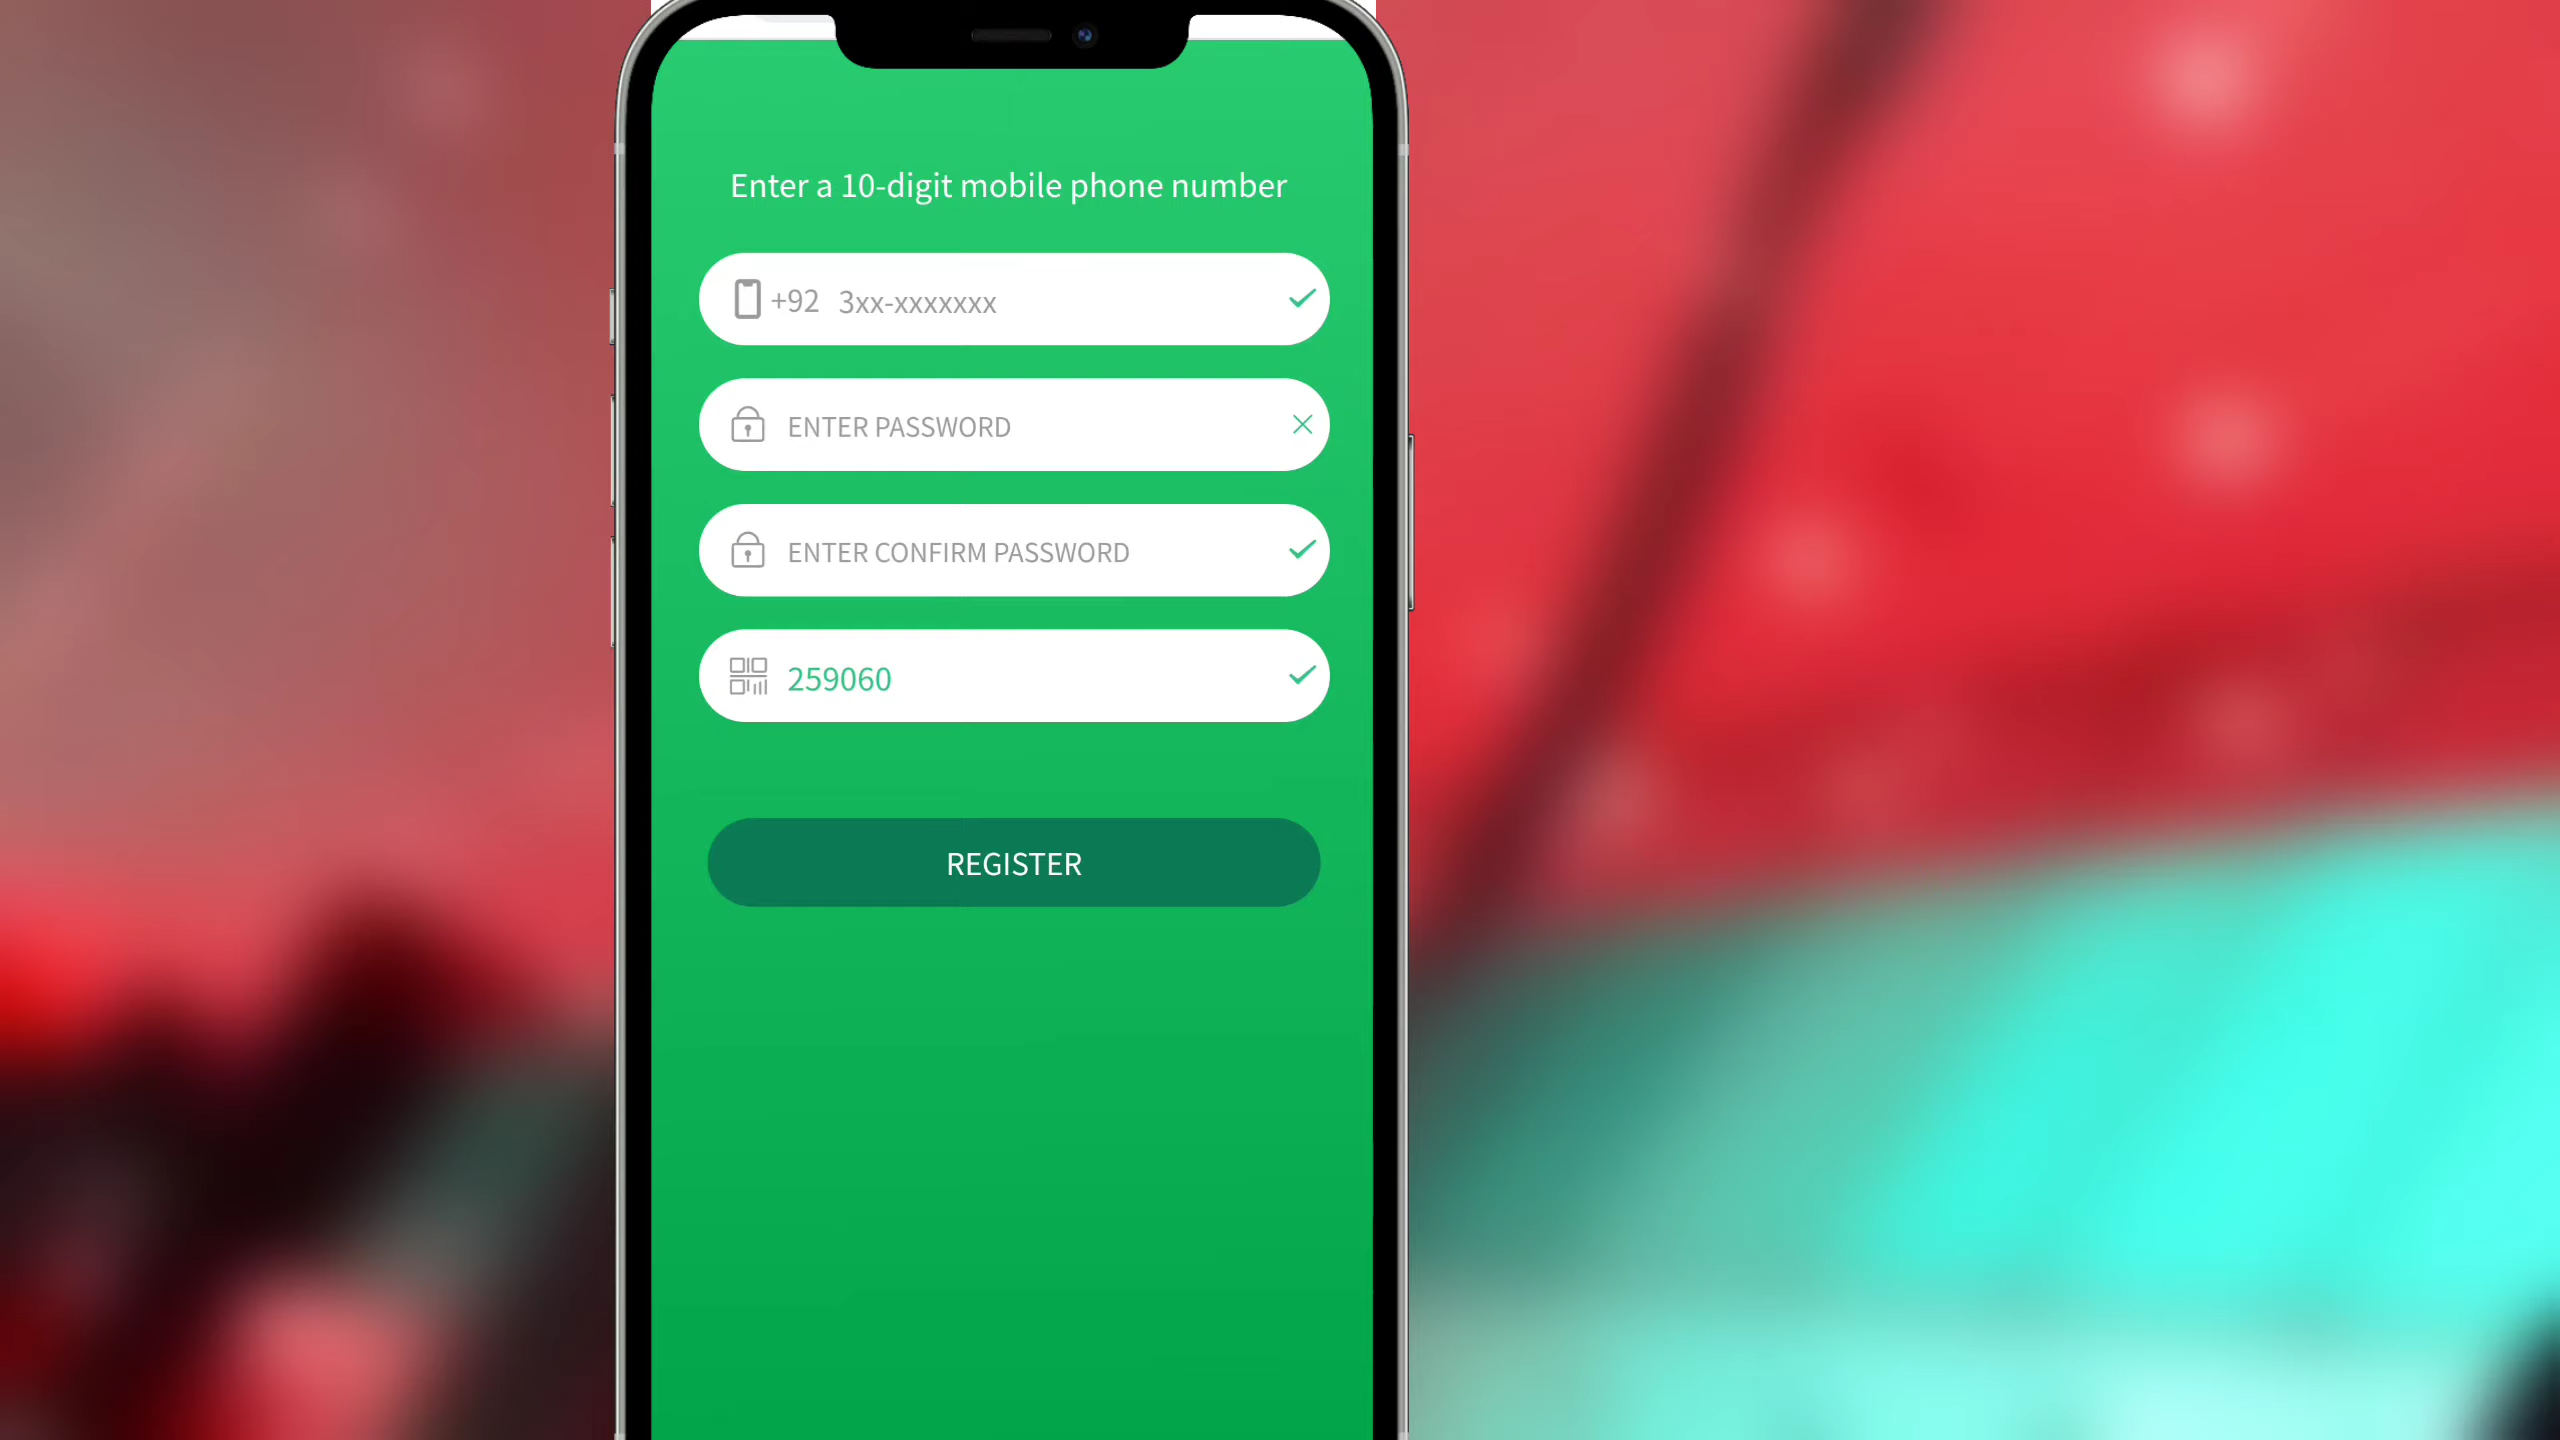 Enter a 10-digit mobile phone number
+92 3xx-xxxxxxx
ENTER PASSWORD
ENTER CONFIRM PASSWORD
259060
REGISTER